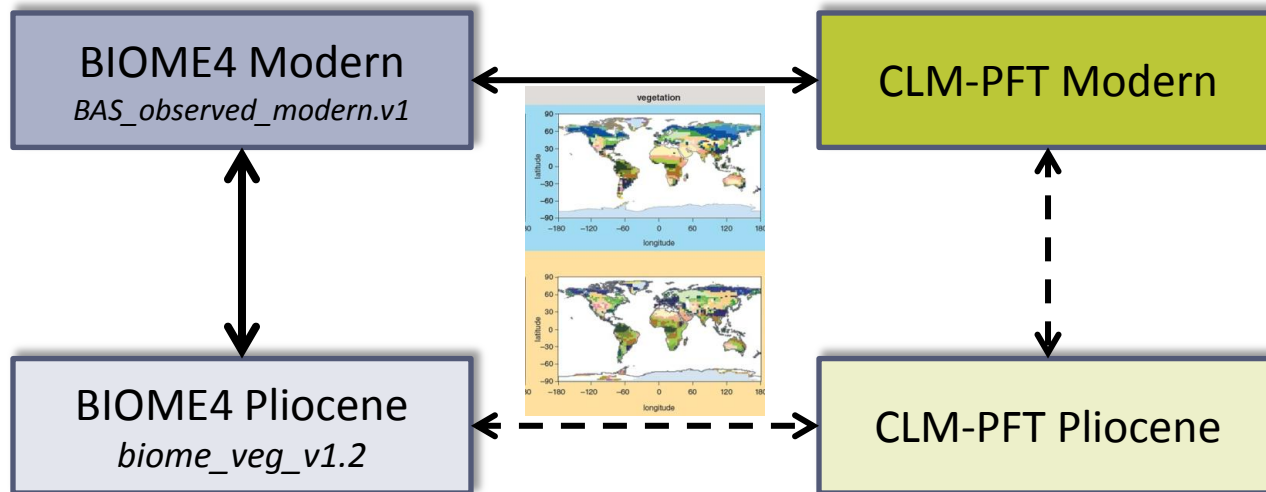 BIOME4 Modern
BAS_observed_modern.v1
CLM-PFT Modern
vegetation
90
60
30
0
−30
−60
−90
latitude
30 −180 −120 −60 0 60 120 180
longitude
90
60
30
0
−30
−60
−90
latitude
30 −180 −120 −60 0 60 120 180
longitude
BIOME4 Pliocene
biome_veg_v1.2
CLM-PFT Pliocene